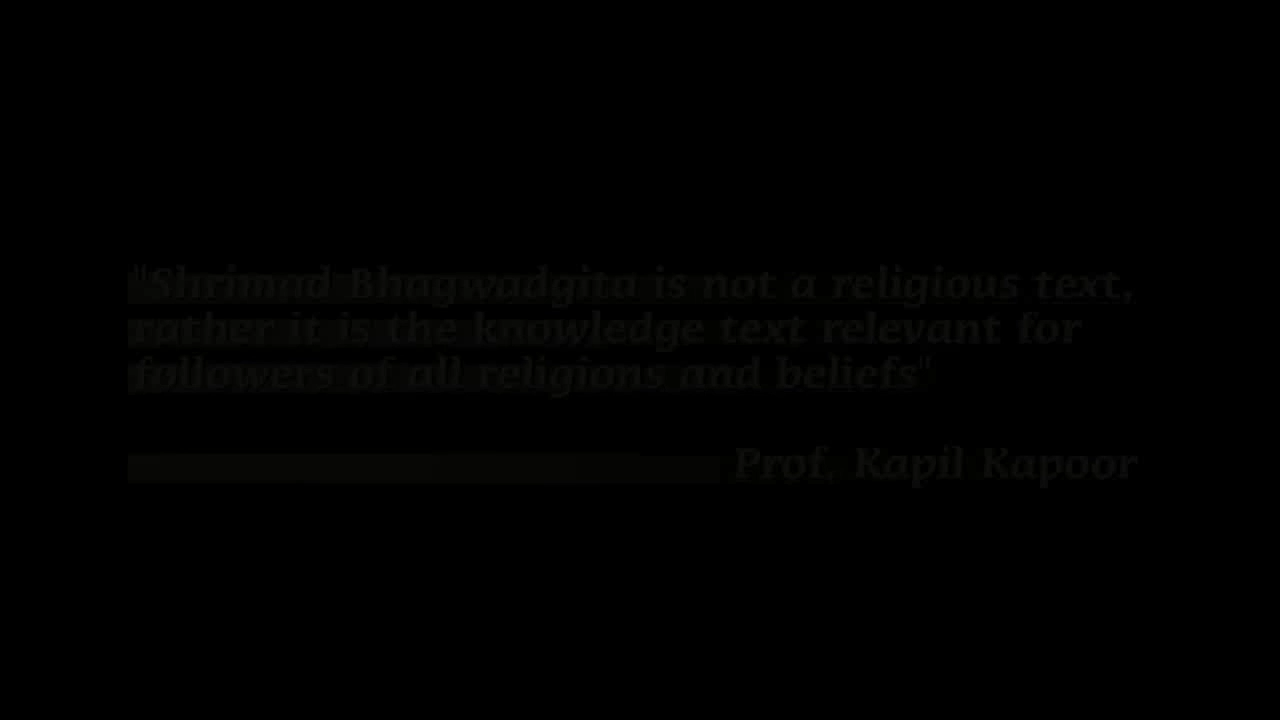 "Shrimad Bhagwadgita is not a religious text,
rather it is the knowledge text relevant for
followers of all religions and beliefs"
Prof. Kapil Kapoor